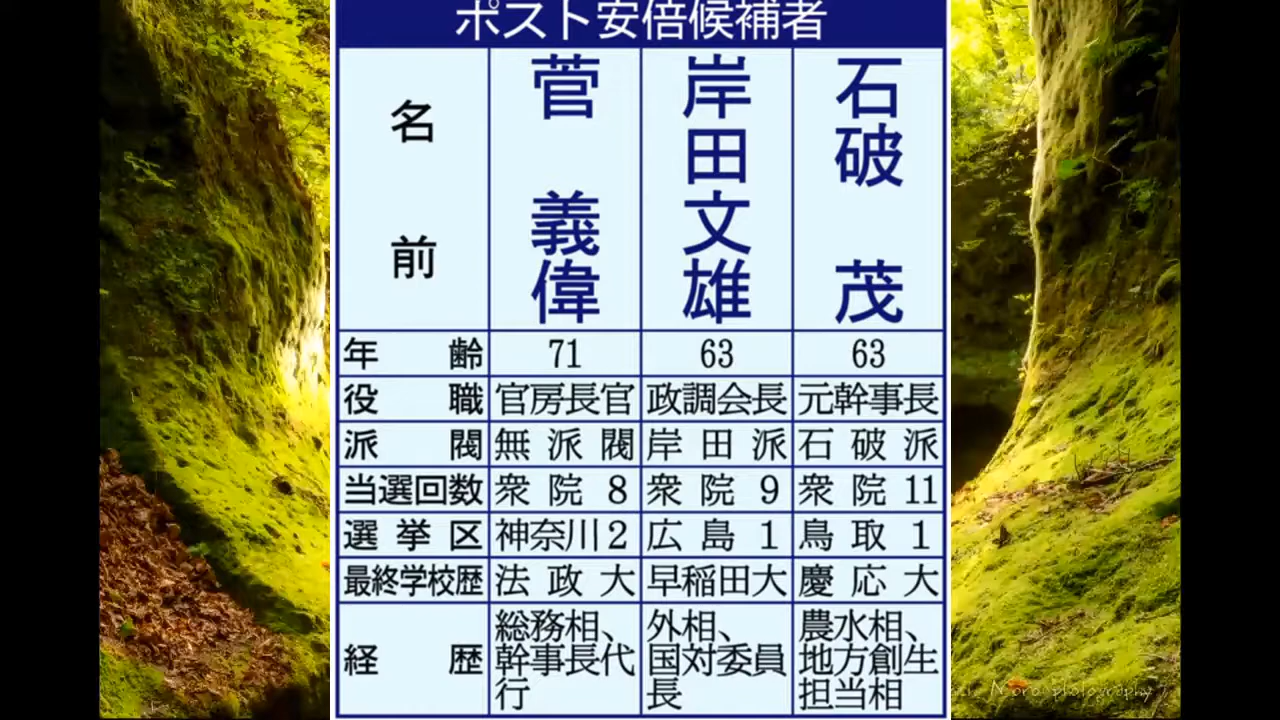 ポスト安倍候補者
名前 菅義偉 岸田文雄 石破茂
年齢 71 63 63
役職 官房長官 政調会長 元幹事長
派閥 無派閥 岸田派 石破派
当選回数 衆院8 衆院9 衆院11
選挙区 神奈川2 広島1 鳥取1
最終学校歴 法政大 早稲田大 慶応大
経歴 総務相、幹事長代行 外相、国対委員長 農水相、地方創生担当相
photography